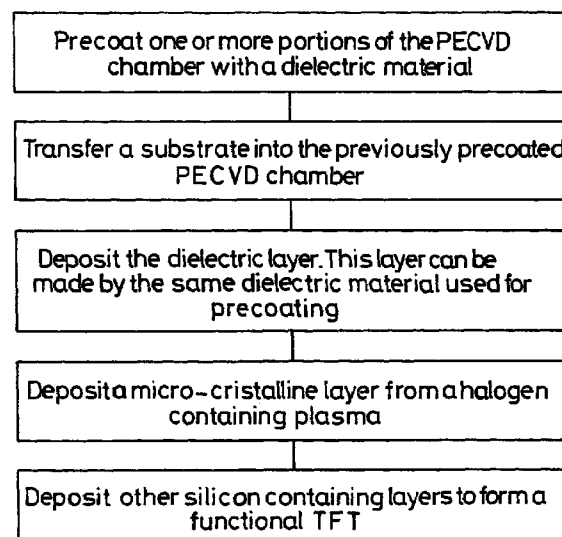 Precoat one or more portions of the PECVD
chamber with a dielectric material
Transfer a substrate into the previously precoated
PECVD chamber
Deposit the dielectric layer. This layer can be
made by the same dielectric material used for
precoating
Deposit a micro-cristalline layer from a halogen
containing plasma
Deposit other silicon containing layers to form a
functional TFT